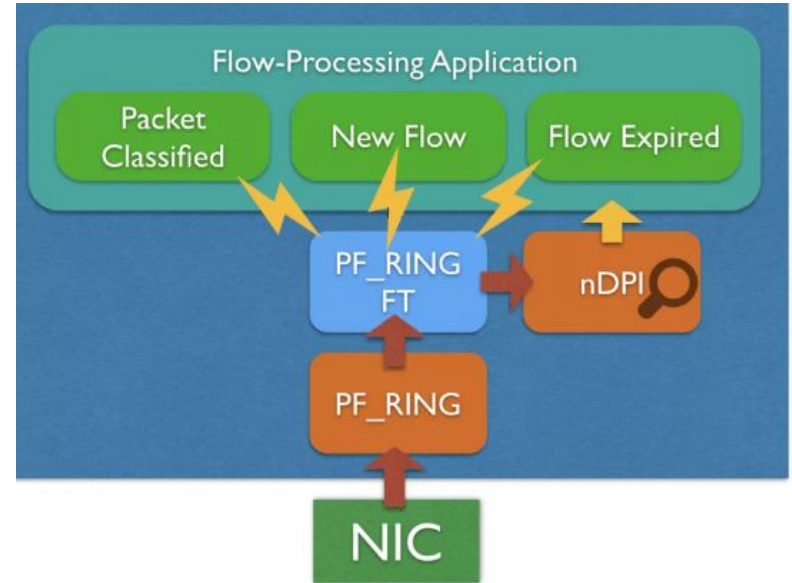 Flow-Processing Application
Packet
Classified
New Flow
Flow Expired
PF_RING
FT
nDPI
PF_RING
NIC